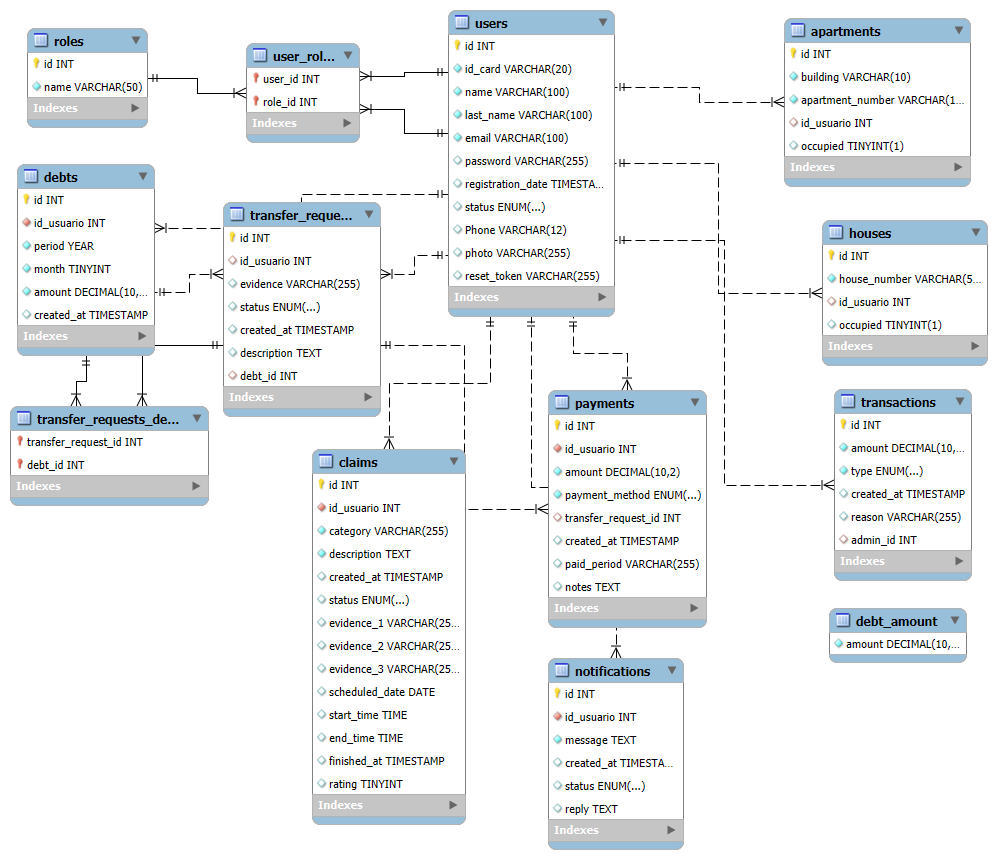 roles
id INT
name VARCHAR(50)
Indexes
user_rol...
user_id INT
role_id INT
Indexes
users
id INT
id_card VARCHAR(20)
name VARCHAR(100)
last_name VARCHAR(100)
email VARCHAR(100)
password VARCHAR(255)
registration_date TIMESTA...
status ENUM(...)
Phone VARCHAR(12)
photo VARCHAR(255)
reset_token VARCHAR(255)
Indexes
apartments
id INT
building VARCHAR(10)
apartment_number VARCHAR(1...
id_usuario INT
occupied TINYINT(1)
Indexes
debts
id INT
id_usuario INT
period YEAR
month TINYINT
amount DECIMAL(10,...
created_at TIMESTAMP
Indexes
transfer_reque...
id INT
id_usuario INT
evidence VARCHAR(255)
status ENUM(...)
created_at TIMESTAMP
description TEXT
debt_id INT
Indexes
houses
id INT
house_number VARCHAR(5...
id_usuario INT
occupied TINYINT(1)
Indexes
transfer_requests_de...
transfer_request_id INT
debt_id INT
Indexes
claims
id INT
id_usuario INT
category VARCHAR(255)
description TEXT
created_at TIMESTAMP
status ENUM(...)
evidence_1 VARCHAR(25...
evidence_2 VARCHAR(25...
evidence_3 VARCHAR(25...
scheduled_date DATE
start_time TIME
end_time TIME
finished_at TIMESTAMP
rating TINYINT
Indexes
payments
id INT
id_usuario INT
amount DECIMAL(10,2)
payment_method ENUM(...)
transfer_request_id INT
created_at TIMESTAMP
paid_period VARCHAR(255)
notes TEXT
Indexes
transactions
id INT
amount DECIMAL(10,...
type ENUM(...)
created_at TIMESTAMP
reason VARCHAR(255)
admin_id INT
Indexes
debt_amount
amount DECIMAL(10,...
notifications
id INT
id_usuario INT
message TEXT
created_at TIMESTA...
status ENUM(...)
reply TEXT
Indexes